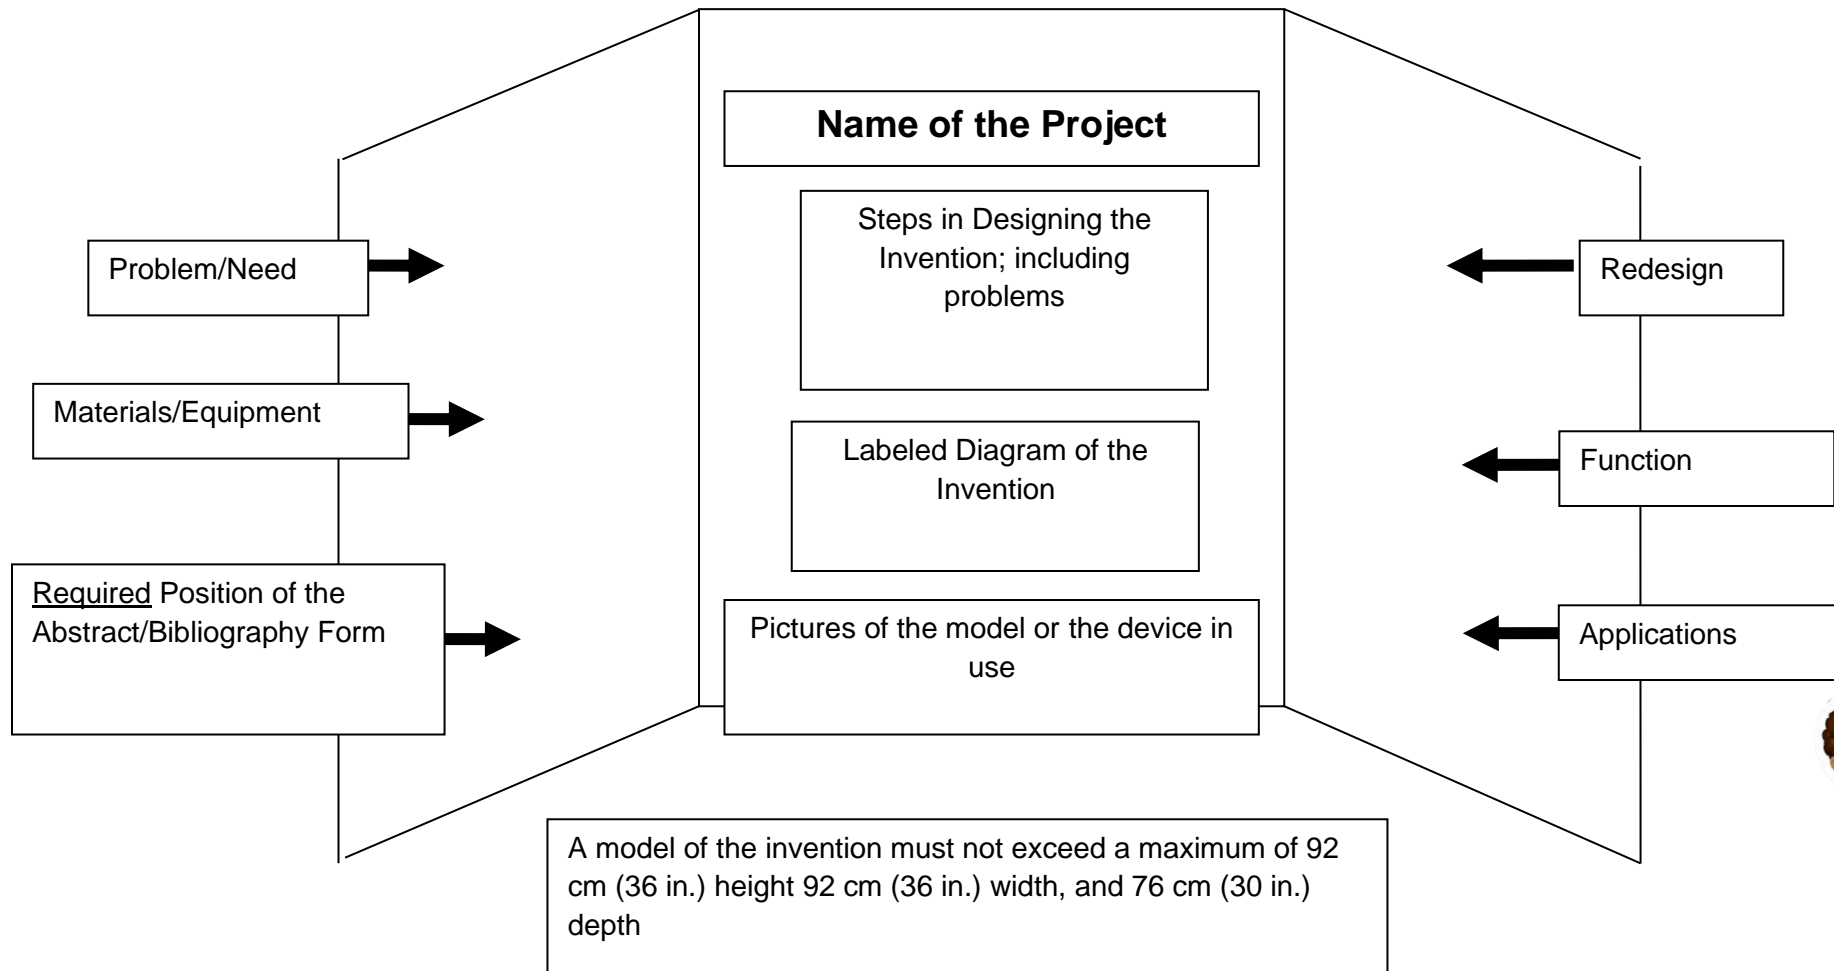 Name of the Project
Steps in Designing the
Invention; including
problems
Problem/Need
Redesign
Materials/Equipment
Labeled Diagram of the
Invention
Function
Required Position of the
Abstract/Bibliography Form
Pictures of the model or the device in
use
Applications
A model of the invention must not exceed a maximum of 92
cm (36 in.) height 92 cm (36 in.) width, and 76 cm (30 in.)
depth